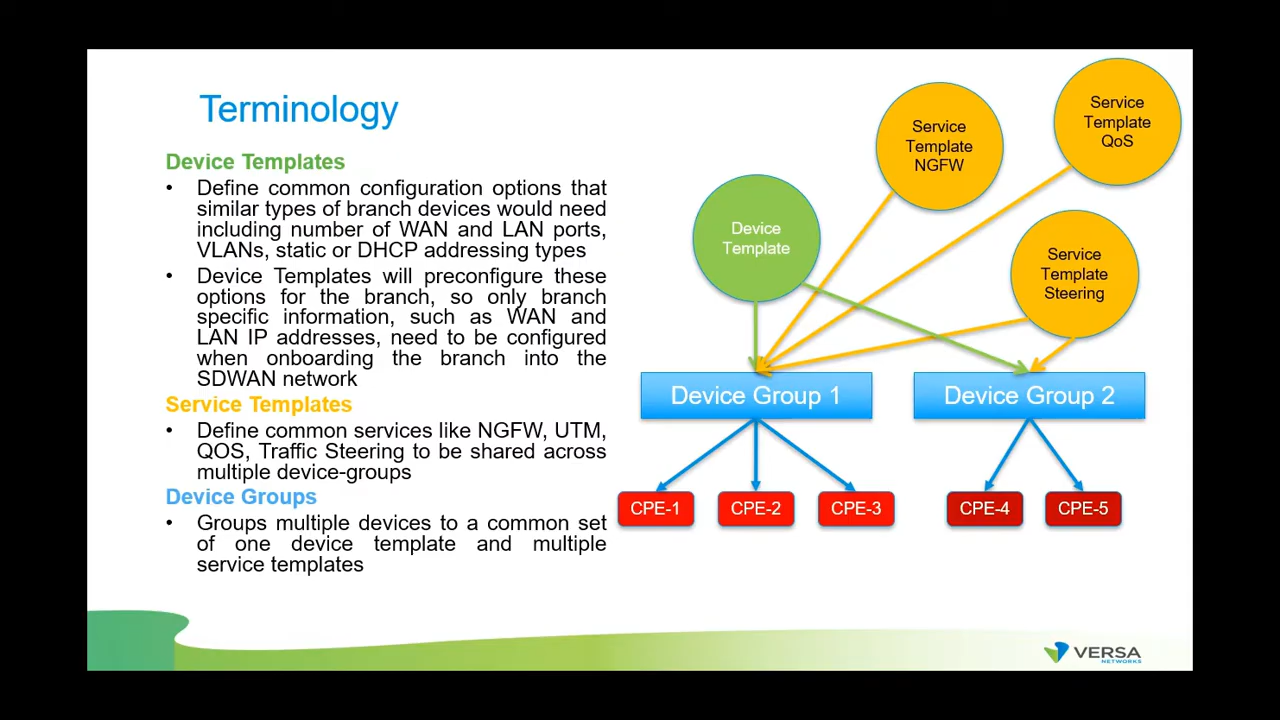 Terminology
Device Templates
• Define common configuration options that
similar types of branch devices would need
including number of WAN and LAN ports,
VLANs, static or DHCP addressing types
• Device Templates will preconfigure these
options for the branch, so only branch
specific information, such as WAN and
LAN IP addresses, need to be configured
when onboarding the branch into the
SDWAN network
Service Templates
• Define common services like NGFW, UTM,
QOS, Traffic Steering to be shared across
multiple device-groups
Device Groups
• Groups multiple devices to a common set
of one device template and multiple
service templates
Device
Template
Service
Template
NGFW
Service
Template
QoS
Service
Template
Steering
Device Group 1
Device Group 2
CPE-1
CPE-2
CPE-3
CPE-4
CPE-5
VERSA
NETWORKS